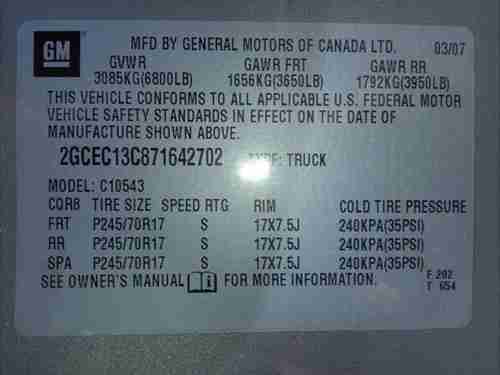 GM
MFD BY GENERAL MOTORS OF CANADA LTD. 03/07
GVWR GAWR FRT GAWR RR
3085KG(6800LB) 1656KG(3650LB) 1792KG(3950LB)
THIS VEHICLE CONFORMS TO ALL APPLICABLE U.S. FEDERAL MOTOR
VEHICLE SAFETY STANDARDS IN EFFECT ON THE DATE OF
MANUFACTURE SHOWN ABOVE.
2GCEC13C871642702 TYPE: TRUCK
MODEL: C10543
TIRE SIZE SPEED RTG RIM COLD TIRE PRESSURE
FRT P245/70R17 S 17X7.5J 240KPA(35PSI)
RR P245/70R17 S 17X7.5J 240KPA(35PSI)
SPA P245/70R17 S 17X7.5J 240KPA(35PSI)
SEE OWNER'S MANUAL FOR MORE INFORMATION.
F 202
T 654